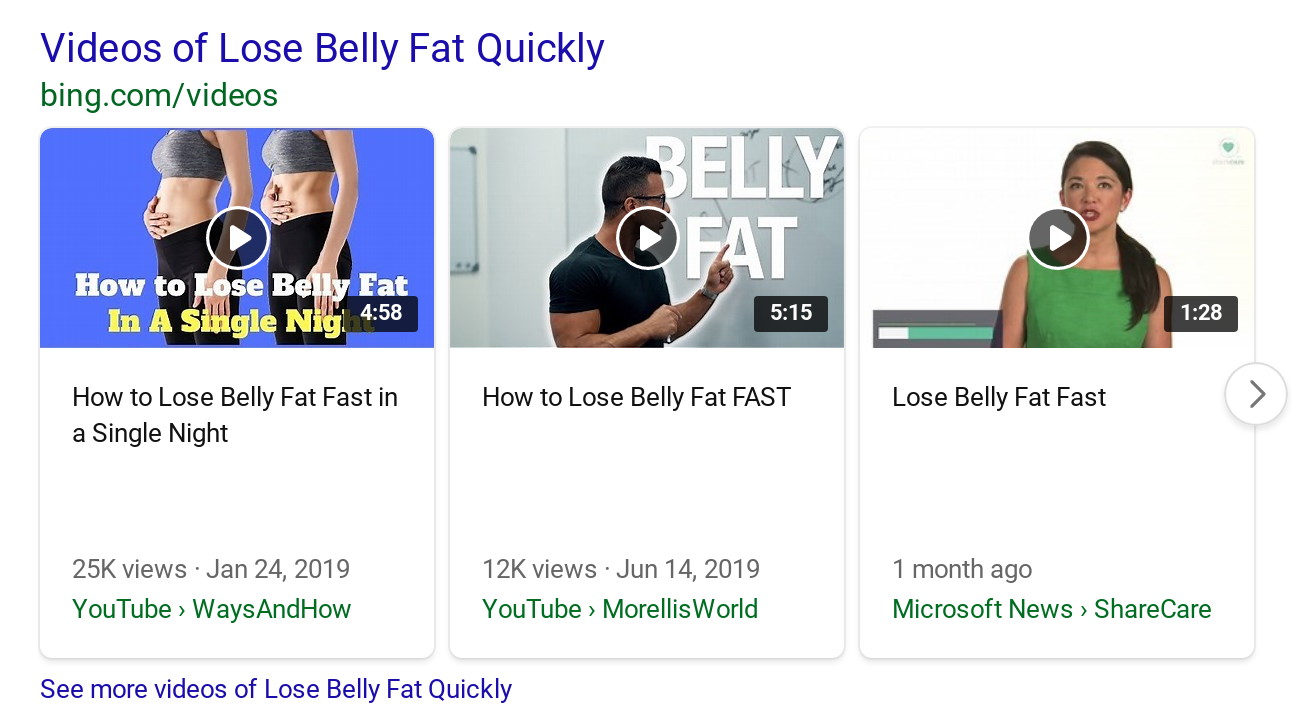 Videos of Lose Belly Fat Quickly
bing.com/videos
How to Lose Belly Fat
In A Single Night
4:58
BELLY
FAT
5:15
1:28
How to Lose Belly Fat Fast in
a Single Night
25K views · Jan 24, 2019
YouTube › WaysAndHow
How to Lose Belly Fat FAST
12K views · Jun 14, 2019
YouTube › MorellisWorld
Lose Belly Fat Fast
1 month ago
Microsoft News › ShareCare
See more videos of Lose Belly Fat Quickly